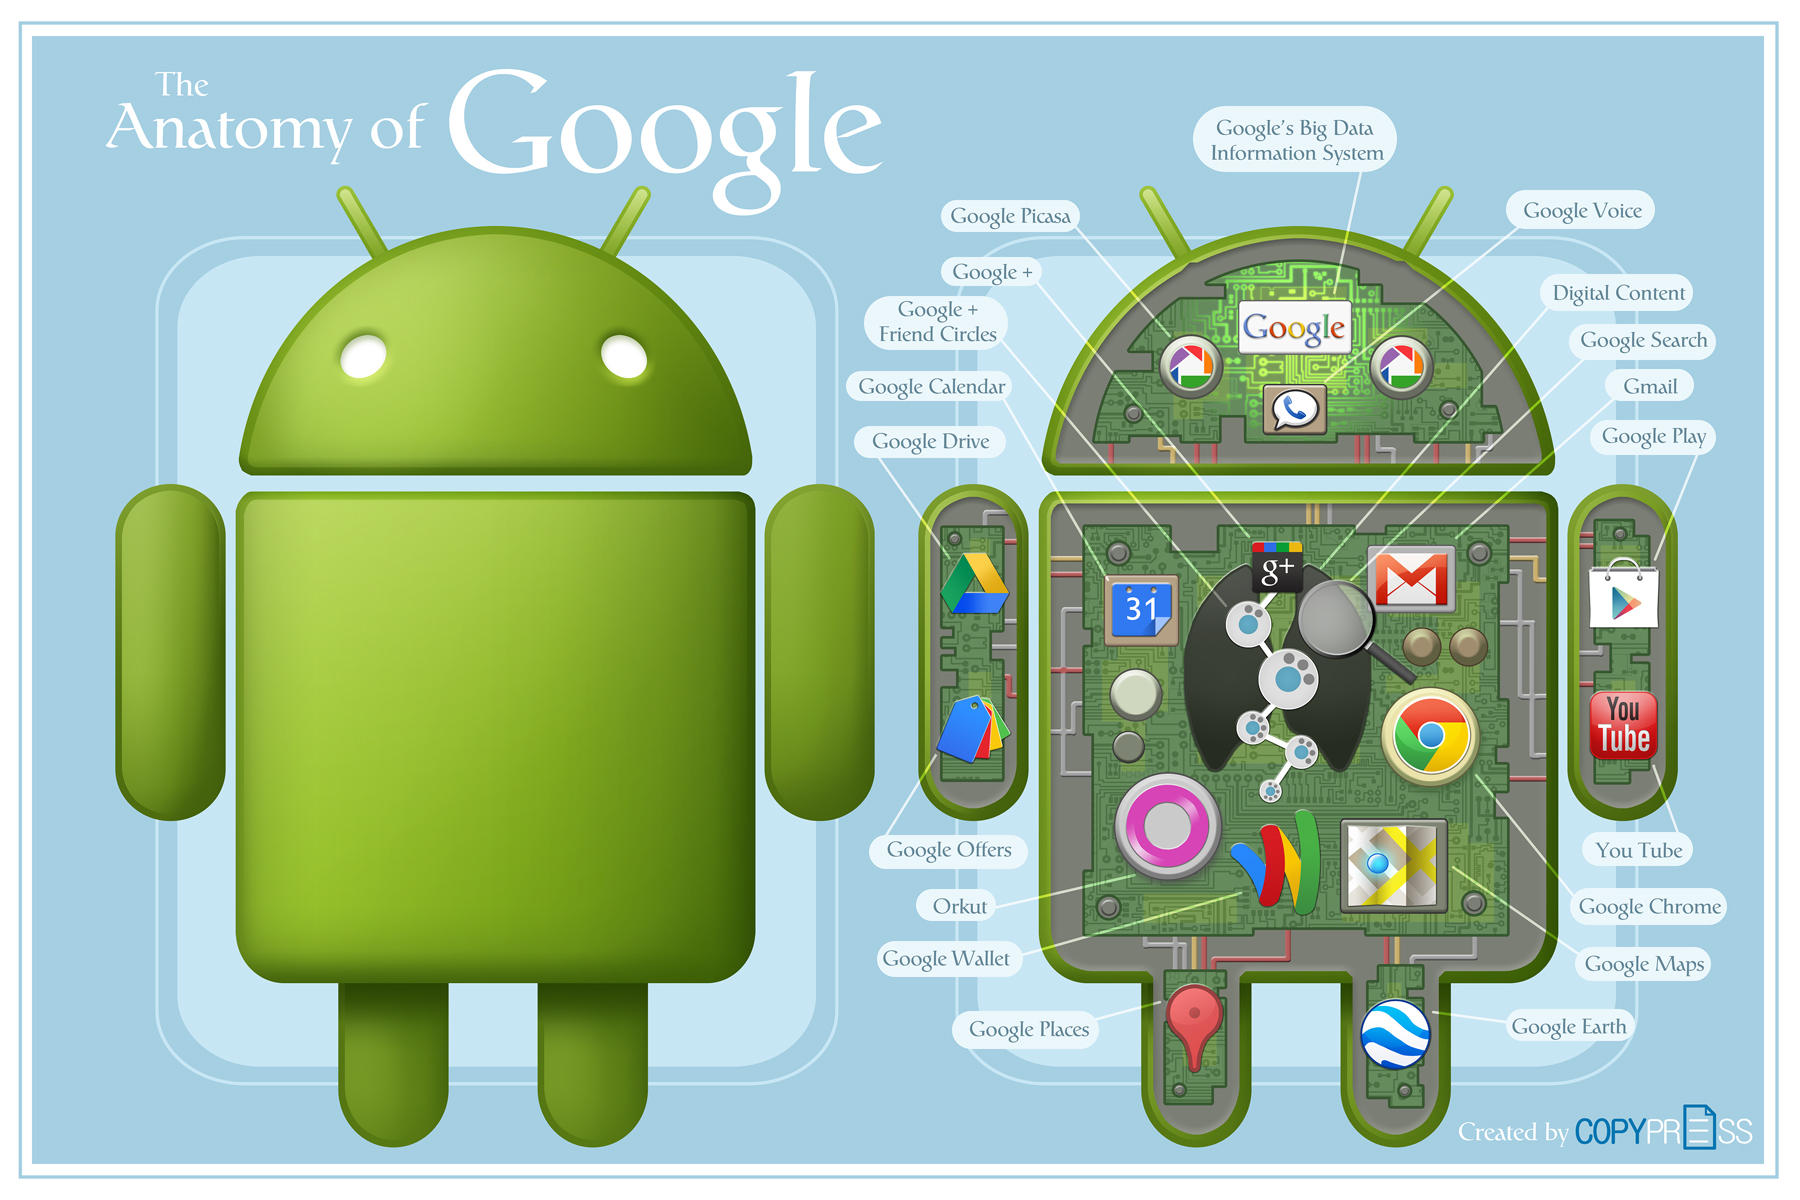 The
Anatomy of Google
Google's Big Data
Information System
Google Picasa
Google Voice
Google +
Digital Content
Google +
Friend Circles
Google Search
Google Calendar
Gmail
Google Drive
Google Play
Google
g+
31
You
Tube
Google Offers
You Tube
Orkut
Google Chrome
Google Wallet
Google Maps
Google Places
Google Earth
Created by COPYPRESS